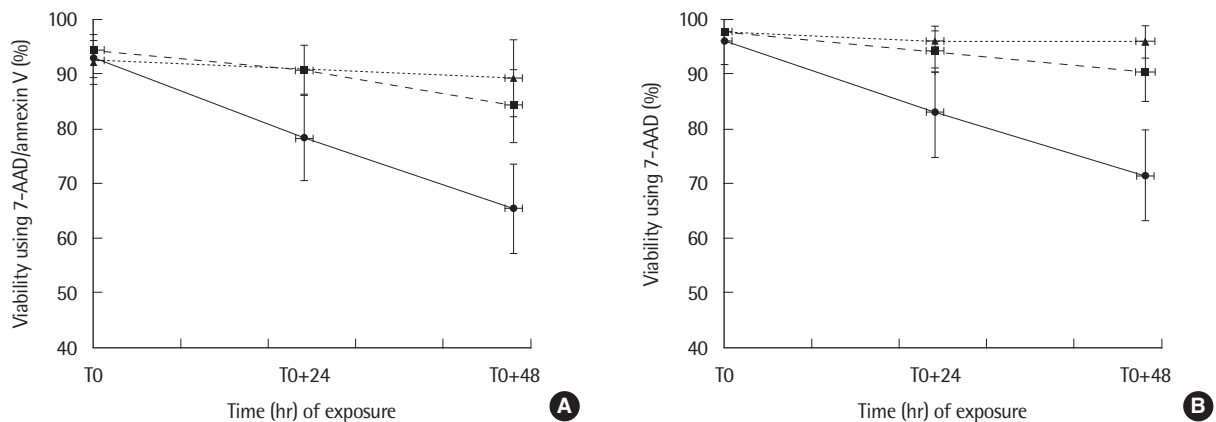 Viability using 7-AAD/annexin V (%)
100
90
80
70
60
50
40
T0
T0+24
T0+48
Time (hr) of exposure
A
Viability using 7-AAD (%)
100
90
80
70
60
50
40
T0
T0+24
T0+48
Time (hr) of exposure
B